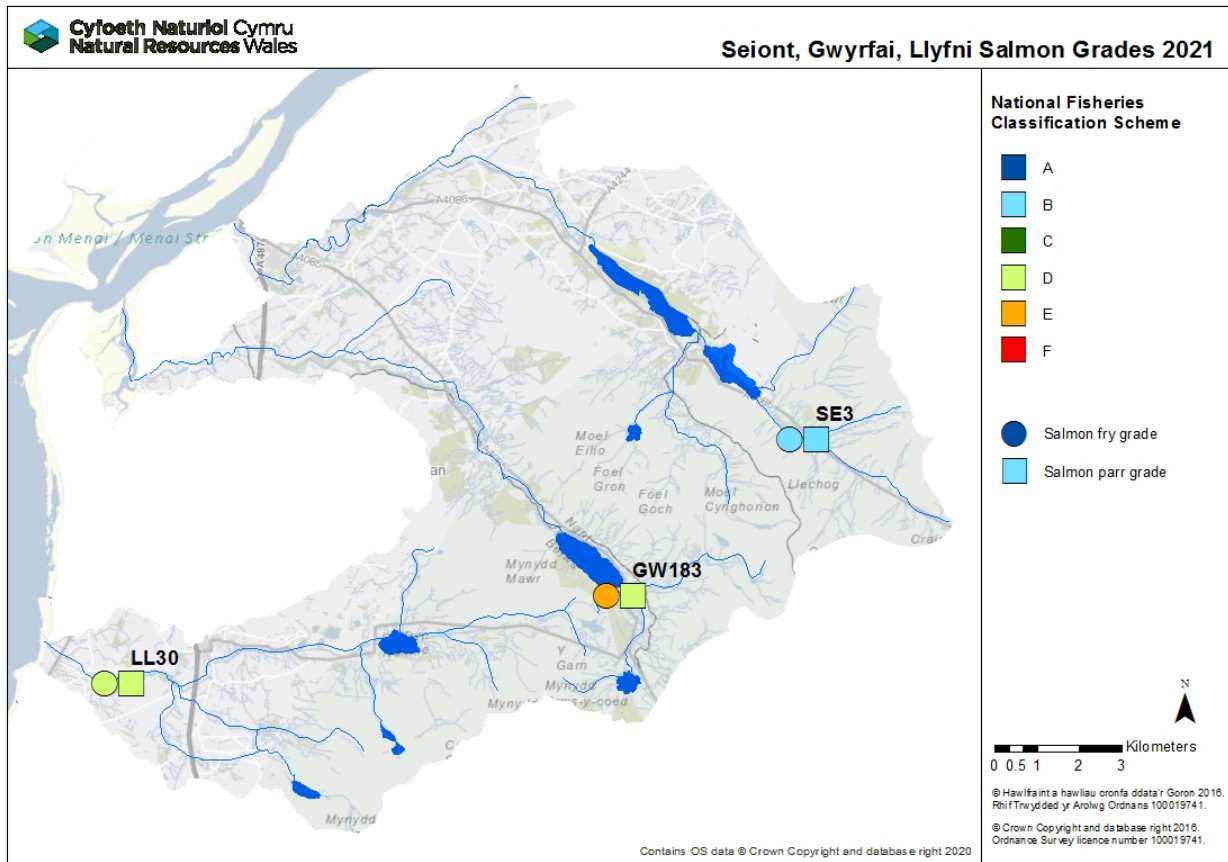 Cyfoeth Naturiol Cymru
Natural Resources Wales
Seiont, Gwyrfai, Llyfni Salmon Grades 2021
on Menai / Menai Str
A4086
A4244
A487
A4085
SE3
Moel
Eilio
Foel
Gron
Foel
Goch
Moel
Cynghorion
Llechog
Craig
an
Mynydd
Mawr
GW183
LL30
Y
Garn
Mynydd
Mynydd
National Fisheries
Classification Scheme
A
B
C
D
E
F
Salmon fry grade
Salmon parr grade
N
Kilometers
0 0.5 1 2 3
© Hawlfraint a hawliau cronfa ddata'r Goron 2016.
Rhif Trwydded yr Arolwg Ordnans 100019741.
© Crown Copyright and database right 2016.
Ordnance Survey licence number 100019741.
Contains OS data © Crown Copyright and database right 2020